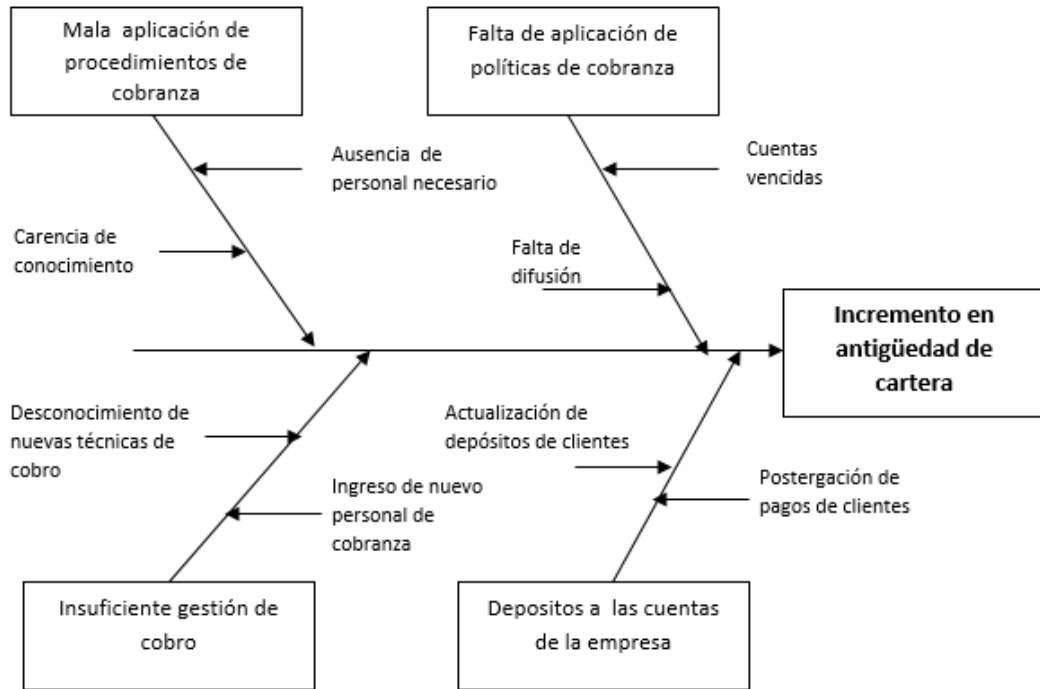 Mala aplicación de
procedimientos de
cobranza
Falta de aplicación de
políticas de cobranza
Ausencia de
personal necesario
Cuentas
vencidas
Carencia de
conocimiento
Falta de
difusión
Incremento en
antigüedad de
cartera
Desconocimiento de
nuevas técnicas de
cobro
Actualización de
depósitos de clientes
Ingreso de nuevo
personal de
cobranza
Postergación de
pagos de clientes
Insuficiente gestión de
cobro
Depositos a las cuentas
de la empresa